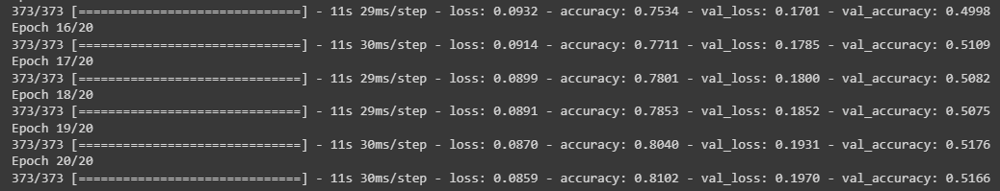 373/373 [==============================] - 11s 29ms/step - loss: 0.0932 - accuracy: 0.7534 - val_loss: 0.1701 - val_accuracy: 0.4998
Epoch 16/20
373/373 [==============================] - 11s 30ms/step - loss: 0.0914 - accuracy: 0.7711 - val_loss: 0.1785 - val_accuracy: 0.5109
Epoch 17/20
373/373 [==============================] - 11s 29ms/step - loss: 0.0899 - accuracy: 0.7801 - val_loss: 0.1800 - val_accuracy: 0.5082
Epoch 18/20
373/373 [==============================] - 11s 29ms/step - loss: 0.0891 - accuracy: 0.7853 - val_loss: 0.1852 - val_accuracy: 0.5075
Epoch 19/20
373/373 [==============================] - 11s 30ms/step - loss: 0.0870 - accuracy: 0.8040 - val_loss: 0.1931 - val_accuracy: 0.5176
Epoch 20/20
373/373 [==============================] - 11s 30ms/step - loss: 0.0859 - accuracy: 0.8102 - val_loss: 0.1970 - val_accuracy: 0.5166